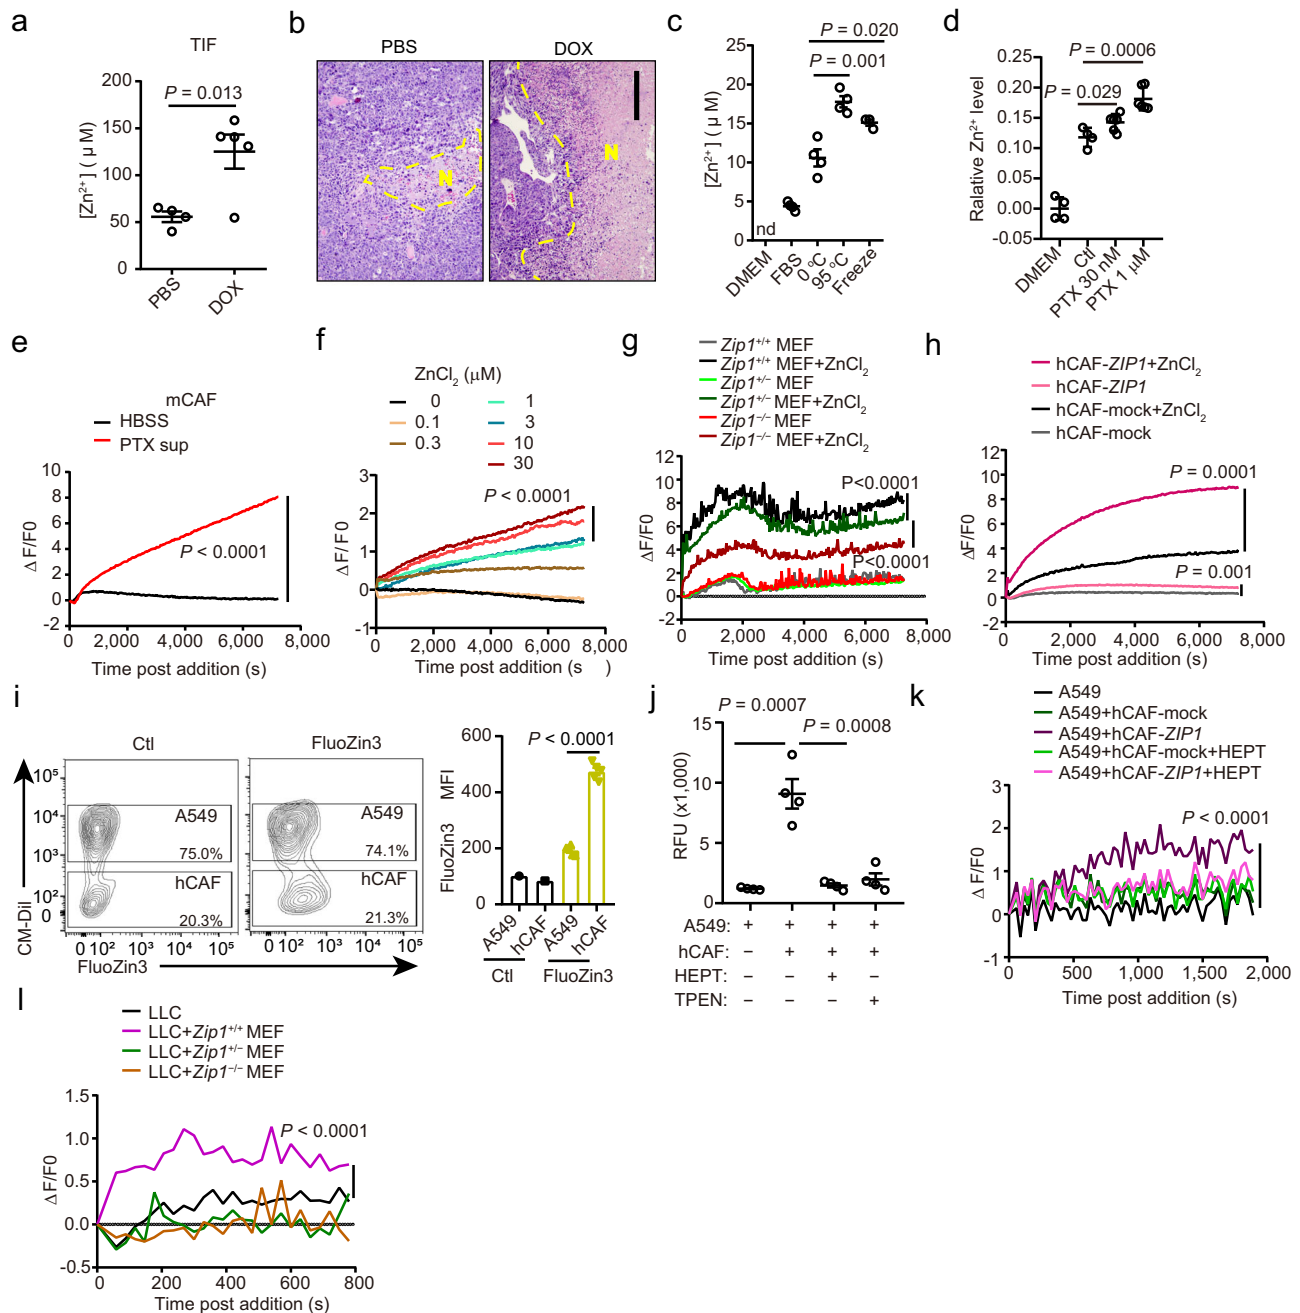 a
TIF
P = 0.013
[Zn²⁺] ( μ M)
200
150
100
50
0
PBS
DOX
b
PBS
DOX
N
N
c
P = 0.020
P = 0.001
[Zn²⁺] ( μ M)
25
20
15
10
5
0
nd
DMEM
FBS
0 °C
95 °C
Freeze
d
P = 0.0006
P = 0.029
Ralative Zn²⁺ level
0.20
0.15
0.10
0.05
0.00
-0.05
DMEM
Ctl
PTX 30 nM
PTX 1 μM
e
mCAF
HBSS
PTX sup
Δ F/F0
10
8
6
4
2
0
-2
P < 0.0001
0 2,000 4,000 6,000 8,000
Time post addition (s)
f
ZnCl₂ (μM)
0
0.1
0.3
1
3
10
30
Δ F/F0
3
2
1
0
-1
P < 0.0001
0 2,000 4,000 6,000 8,000
Time post addition (s )
g
Zip1⁺/⁺ MEF
Zip1⁺/⁺ MEF+ZnCl₂
Zip1⁺/⁻ MEF
Zip1⁺/⁻ MEF+ZnCl₂
Zip1⁻/⁻ MEF
Zip1⁻/⁻ MEF+ZnCl₂
ΔF/F0
12
10
8
6
4
2
0
-2
P<0.0001
P<0.0001
0 2,000 4,000 6,000 8,000
Time post addition (s)
h
hCAF-ZIP1+ZnCl₂
hCAF-ZIP1
hCAF-mock+ZnCl₂
hCAF-mock
ΔF/F0
12
10
8
6
4
2
0
-2
P = 0.0001
P = 0.001
0 2,000 4,000 6,000 8,000
Time post addition (s)
i
Ctl
FluoZin3
CM-Dil
10⁵
10⁴
10³
10²
0
A549
75.0%
hCAF
20.3%
A549
74.1%
hCAF
21.3%
0 10² 10³ 10⁴ 10⁵
0 10² 10³ 10⁴ 10⁵
FluoZin3
FluoZin3 MFI
600
400
200
0
P < 0.0001
A549
hCAF
A549
hCAF
Ctl
FluoZin3
j
P = 0.0007
P = 0.0008
RFU (x1,000)
15
10
5
0
A549: + + + +
hCAF: − + + +
HEPT: − − + −
TPEN: − − − +
k
A549
A549+hCAF-mock
A549+hCAF-ZIP1
A549+hCAF-mock+HEPT
A549+hCAF-ZIP1+HEPT
Δ F/F0
3
2
1
0
-1
P < 0.0001
0 500 1,000 1,500 2,000
Time post addition (s)
l
LLC
LLC+Zip1⁺/⁺ MEF
LLC+Zip1⁺/⁻ MEF
LLC+Zip1⁻/⁻ MEF
Δ F/F0
1.5
1.0
0.5
0.0
-0.5
P < 0.0001
0 200 400 600 800
Time post addition (s)